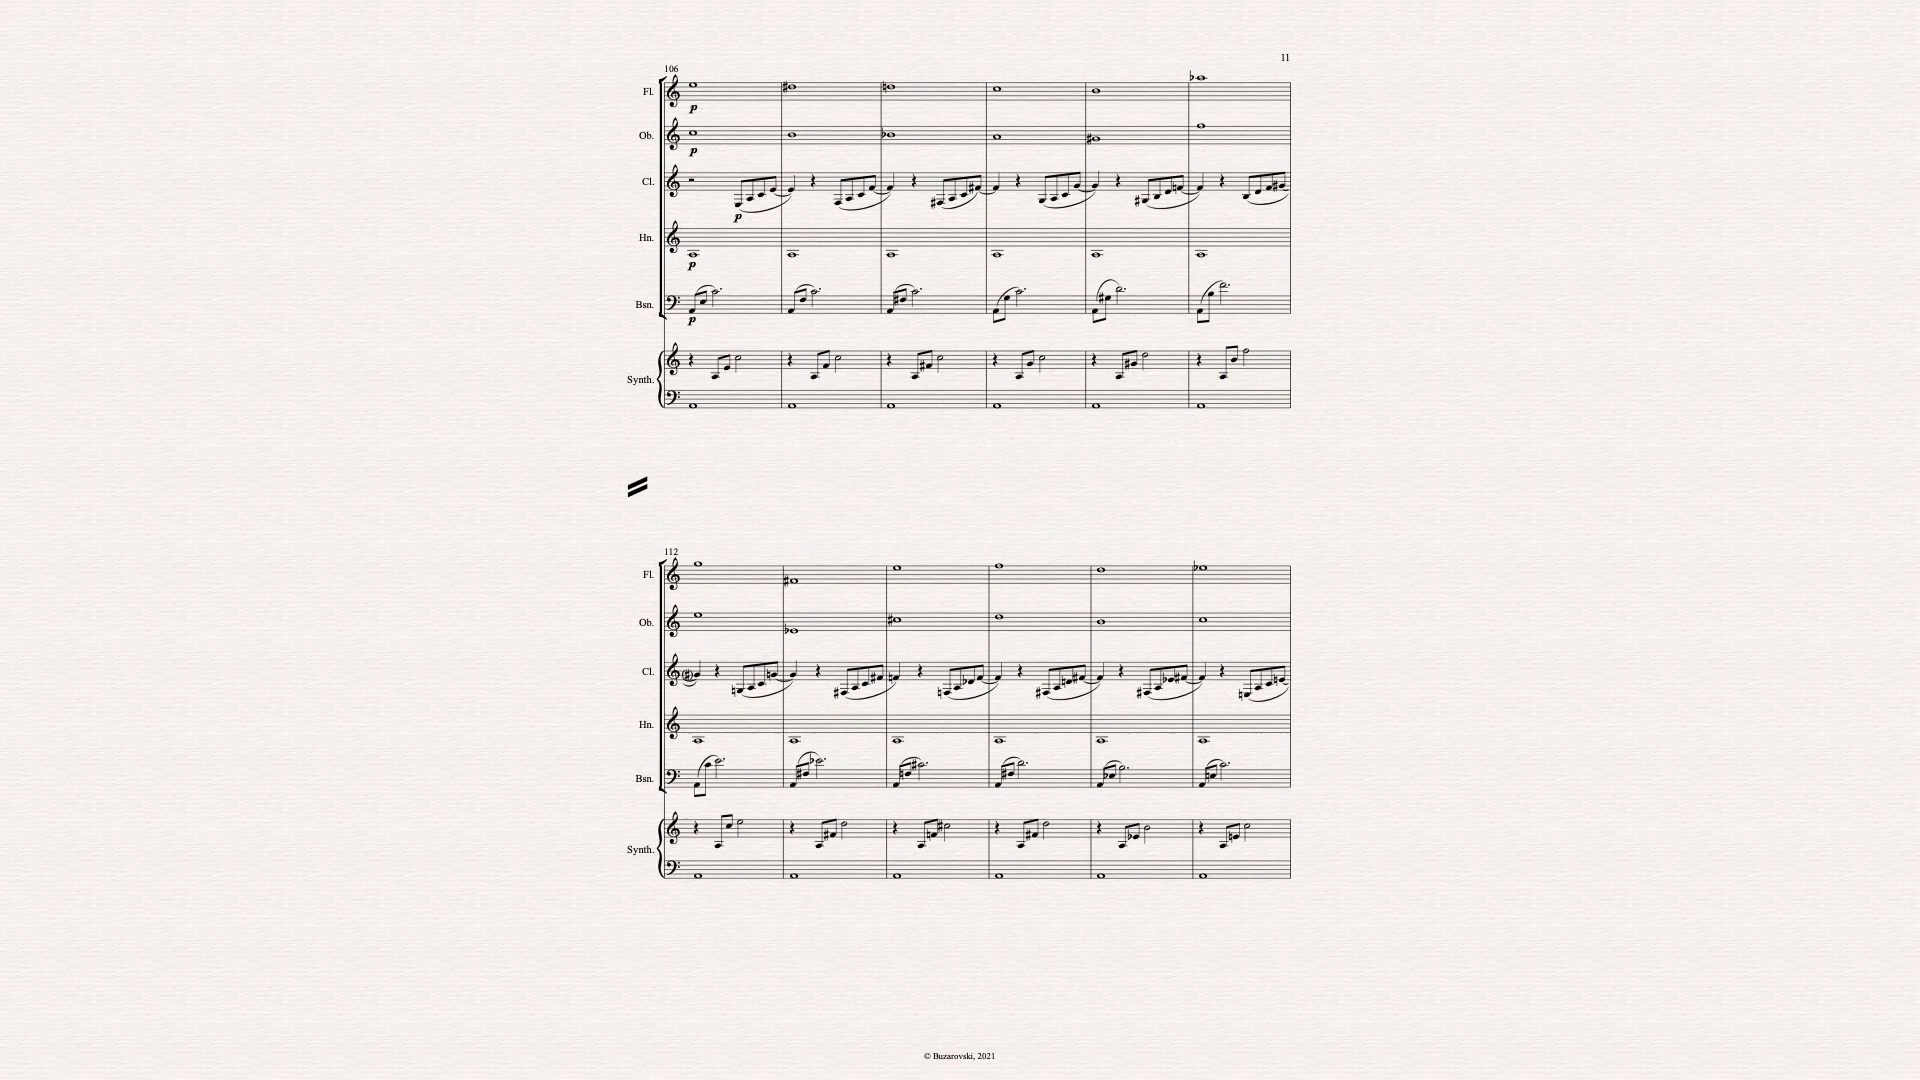 11
106
Fl.
p
Ob.
p
Cl.
p
Hn.
p
Bsn.
p
Synth.
112
Fl.
Ob.
Cl.
Hn.
Bsn.
Synth.
© Buzarovski, 2021